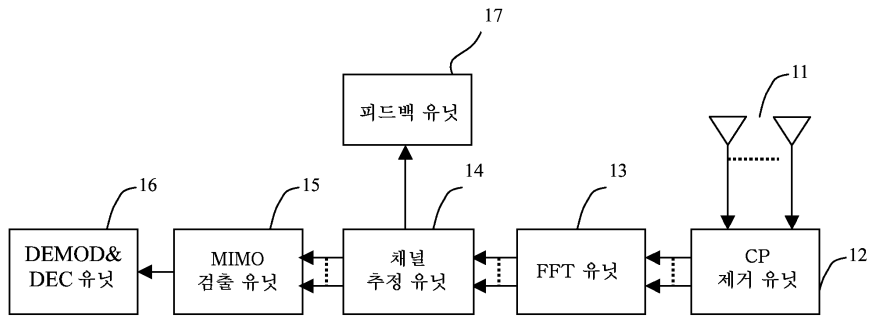 17
피드백 유닛
11
16
15
14
13
DEMOD&
DEC 유닛
MIMO
검출 유닛
채널
추정 유닛
FFT 유닛
CP
제거 유닛
12